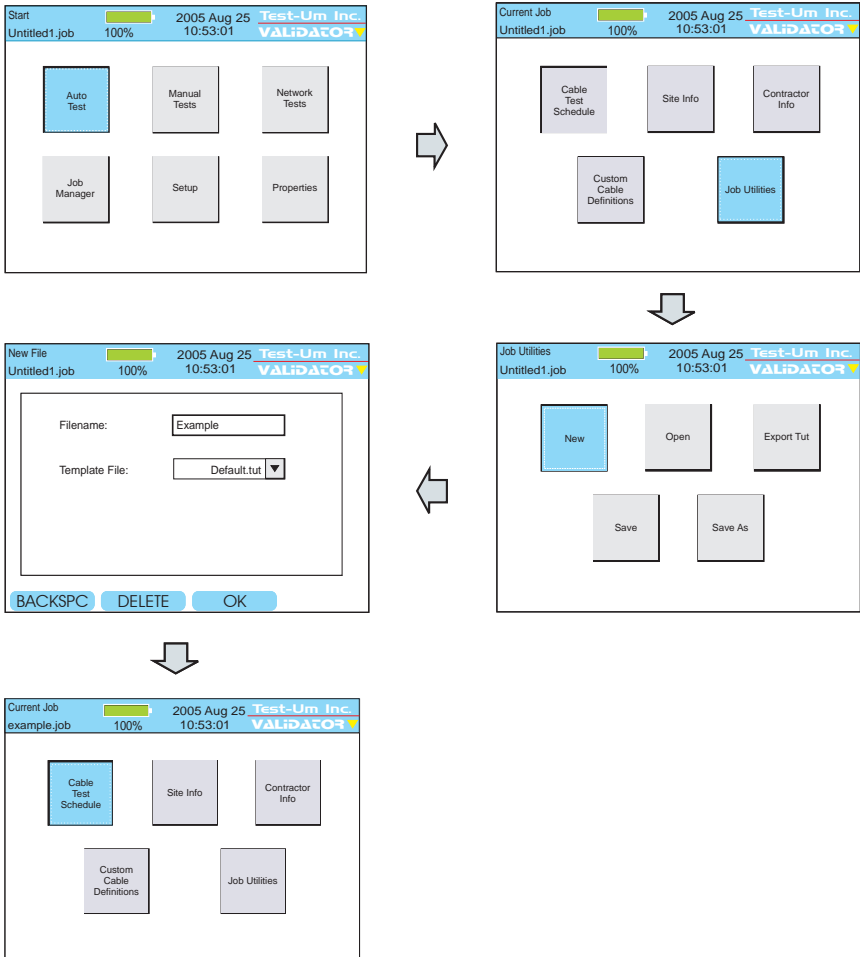 Start
2005 Aug 25
Test-Um Inc.
Untitled1.job
100%
10:53:01
VALiDATOR
Auto
Test
Manual
Tests
Network
Tests
Job
Manager
Setup
Properties
Current Job
2005 Aug 25
Test-Um Inc.
Untitled1.job
100%
10:53:01
VALiDATOR
Cable
Test
Schedule
Site Info
Contractor
Info
Custom
Cable
Definitions
Job Utilities
Job Utilities
2005 Aug 25
Test-Um Inc.
Untitled1.job
100%
10:53:01
VALiDATOR
New
Open
Export Tut
Save
Save As
New File
2005 Aug 25
Test-Um Inc.
Untitled1.job
100%
10:53:01
VALiDATOR
Filename:
Example
Template File:
Default.tut
BACKSPC
DELETE
OK
Current Job
2005 Aug 25
Test-Um Inc.
example.job
100%
10:53:01
VALiDATOR
Cable
Test
Schedule
Site Info
Contractor
Info
Custom
Cable
Definitions
Job Utilities